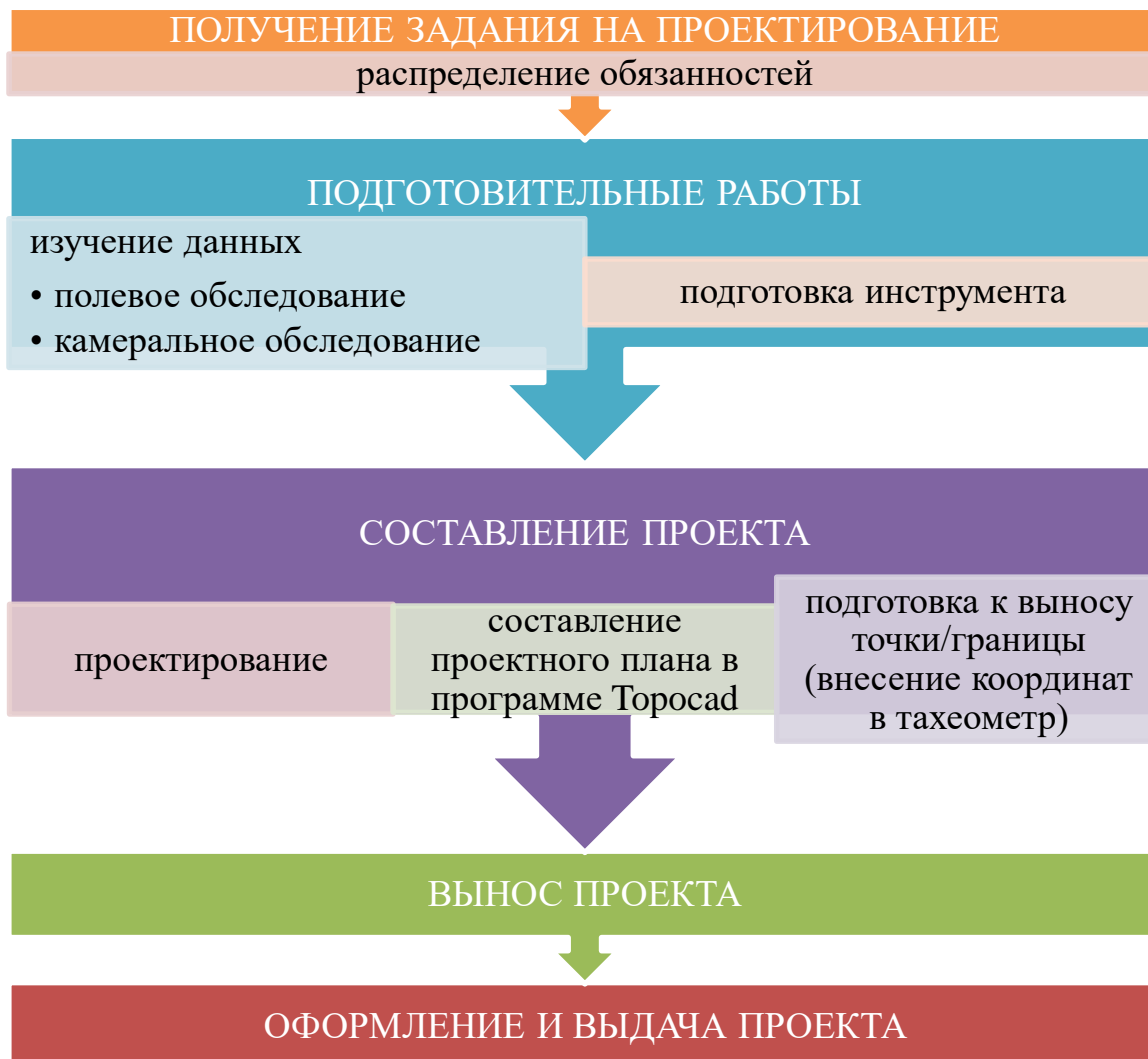 ПОЛУЧЕНИЕ ЗАДАНИЯ НА ПРОЕКТИРОВАНИЕ
распределение обязанностей
ПОДГОТОВИТЕЛЬНЫЕ РАБОТЫ
изучение данных
• полевое обследование
• камеральное обследование
подготовка инструмента
СОСТАВЛЕНИЕ ПРОЕКТА
проектирование
составление
проектного плана в
программе Topocad
подготовка к выносу
точки/границы
(внесение координат
в тахеометр)
ВЫНОС ПРОЕКТА
ОФОРМЛЕНИЕ И ВЫДАЧА ПРОЕКТА